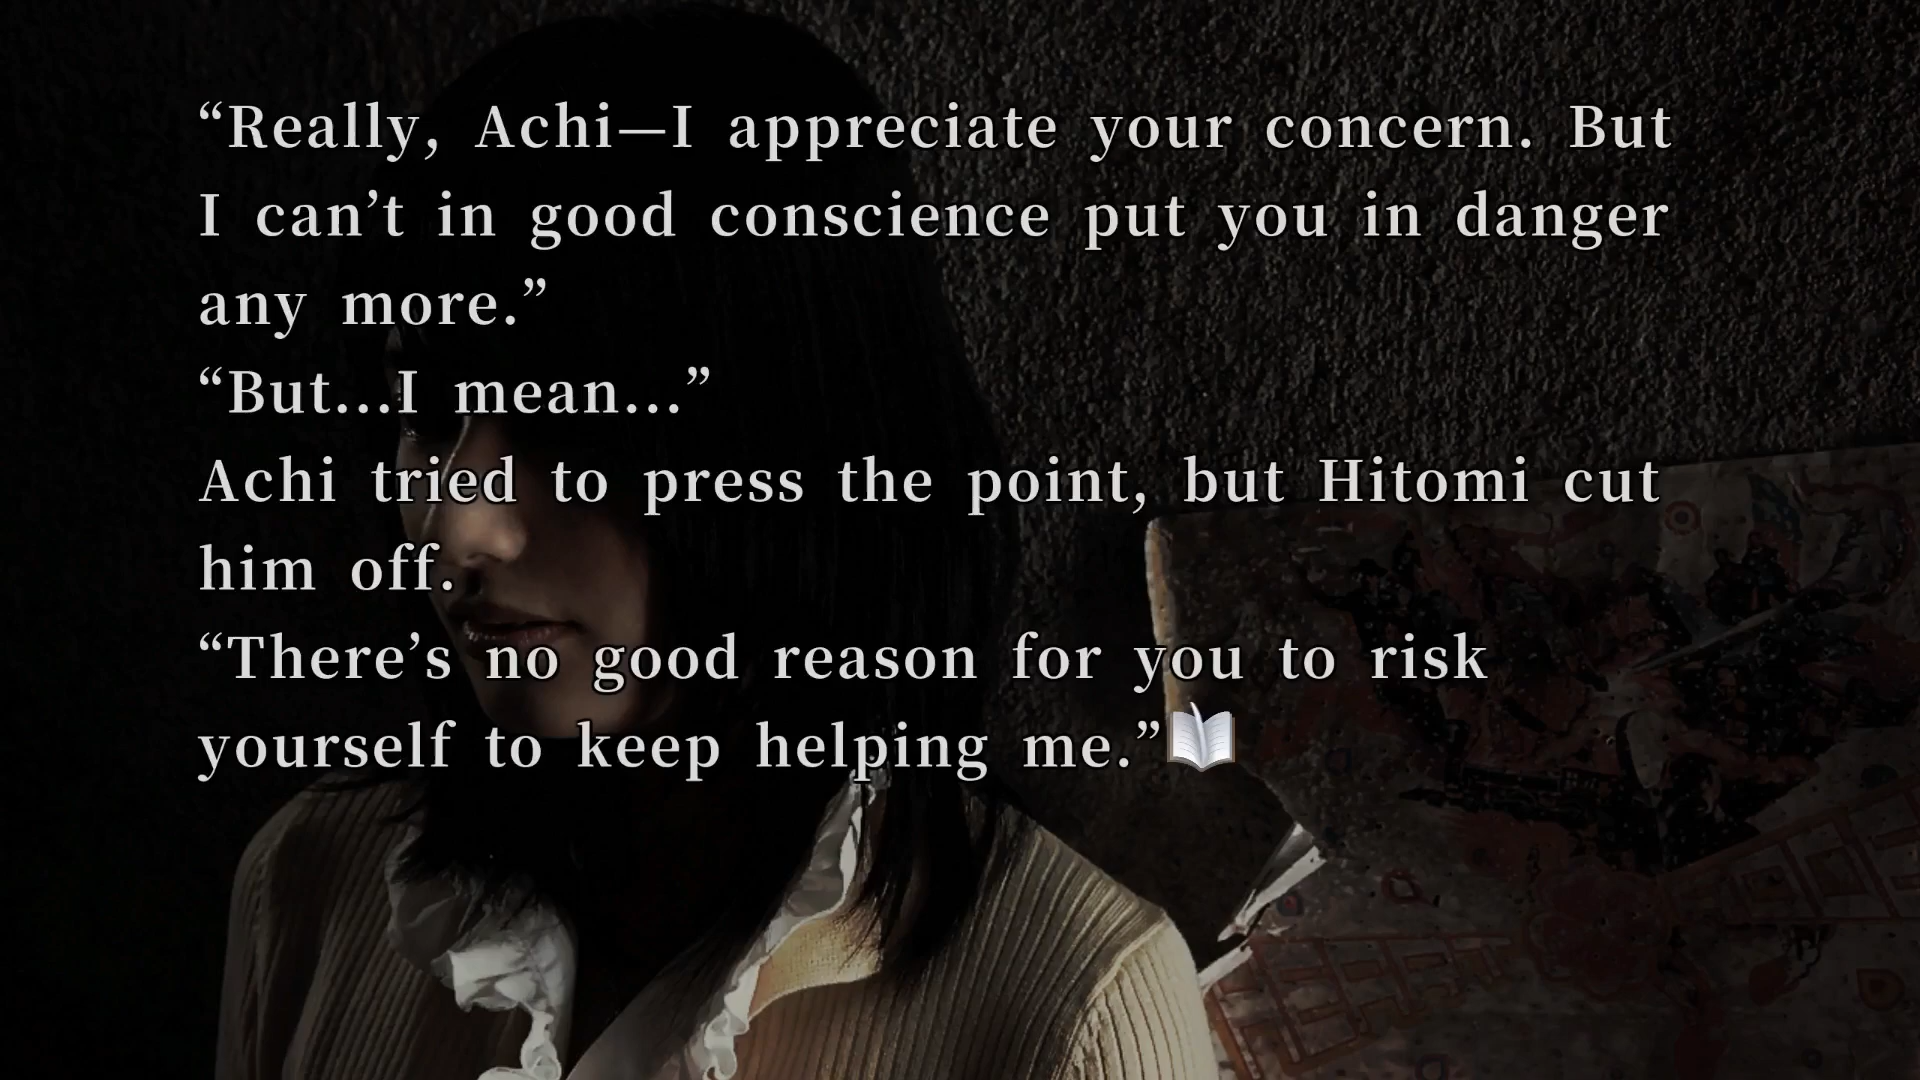 “Really, Achi—I appreciate your concern. But
I can’t in good conscience put you in danger
any more.”
“But...I mean...”
Achi tried to press the point, but Hitomi cut
him off.
“There’s no good reason for you to risk
yourself to keep helping me.”